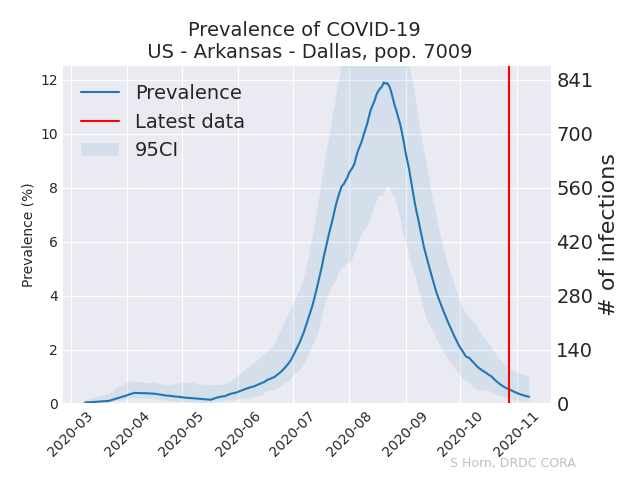 Prevalence of COVID-19
US - Arkansas - Dallas, pop. 7009
Prevalence
Latest data
95CI
Prevalence (%)
12
10
8
6
4
2
0
841
700
560
420
280
140
0
# of infections
2020-03
2020-04
2020-05
2020-06
2020-07
2020-08
2020-09
2020-10
2020-11
S Horn, DRDC CORA